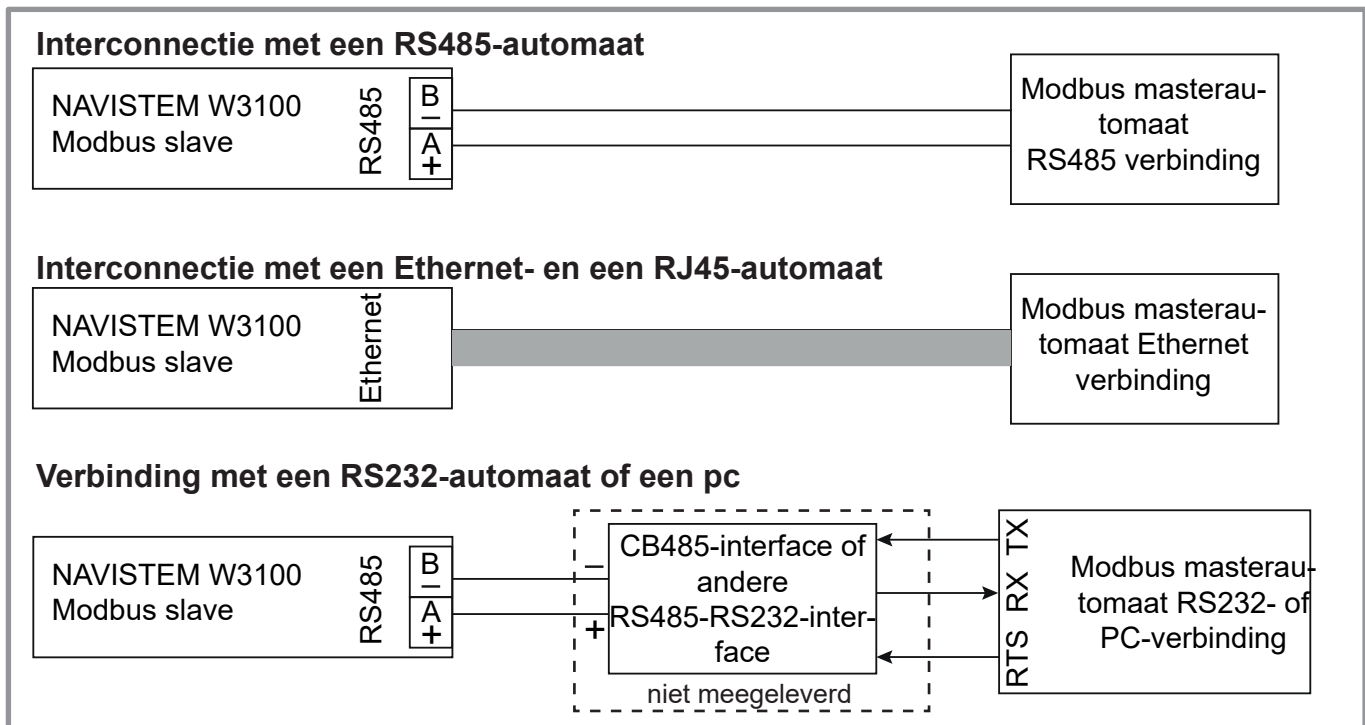 Interconnectie met een RS485-automaat
NAVISTEM W3100
Modbus slave
RS485
B
–
A
+
Modbus masterau-
tomaat
RS485 verbinding
Interconnectie met een Ethernet- en een RJ45-automaat
NAVISTEM W3100
Modbus slave
Ethernet
Modbus masterau-
tomaat Ethernet
verbinding
Verbinding met een RS232-automaat of een pc
NAVISTEM W3100
Modbus slave
RS485
B
–
A
+
–
+
CB485-interface of
andere
RS485-RS232-inter-
face
niet meegeleverd
TX
RX
RTS
Modbus masterau-
tomaat RS232- of
PC-verbinding